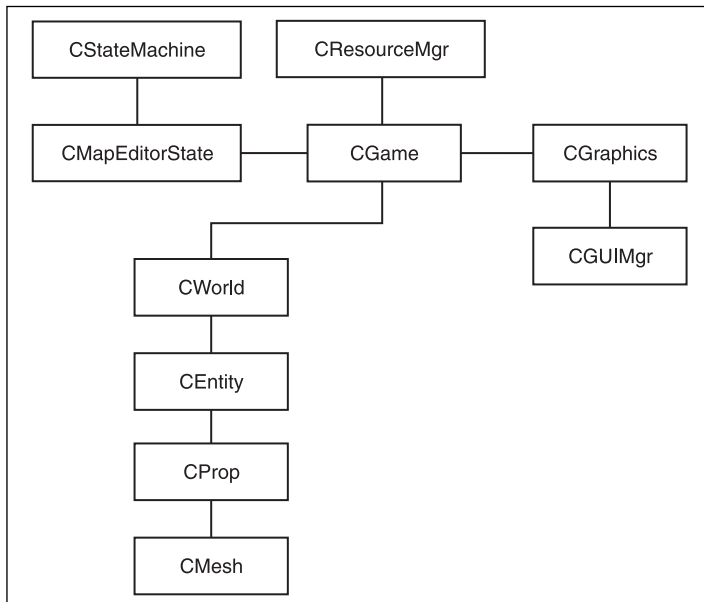 CStateMachine
CResourceMgr
CMapEditorState
CGame
CGraphics
CGUIMgr
CWorld
CEntity
CProp
CMesh